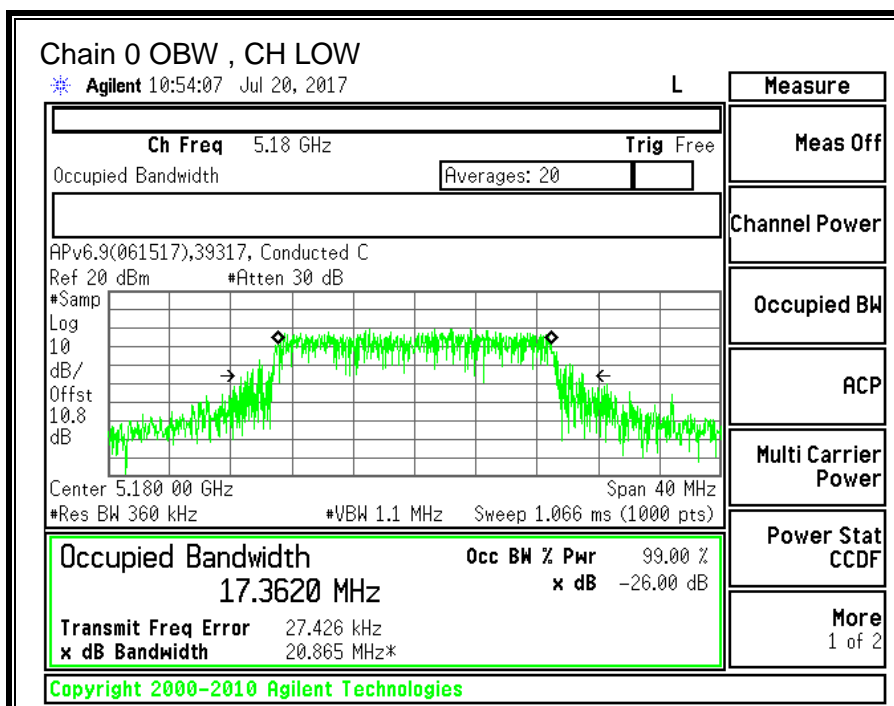 Chain 0 OBW , CH LOW
Agilent 10:54:07 Jul 20, 2017 L
Measure
Ch Freq 5.18 GHz Trig Free
Meas Off
Occupied Bandwidth Averages: 20
Channel Power
APv6.9(061517),39317, Conducted C
Ref 20 dBm #Atten 30 dB
#Samp
Log
10
dB/
Offst
10.8
dB
Occupied BW
ACP
Multi Carrier
Power
Center 5.180 00 GHz Span 40 MHz
#Res BW 360 kHz #VBW 1.1 MHz Sweep 1.066 ms (1000 pts)
Power Stat
CCDF
Occupied Bandwidth Occ BW % Pwr 99.00 %
17.3620 MHz x dB -26.00 dB
Transmit Freq Error 27.426 kHz
x dB Bandwidth 20.865 MHz*
More
1 of 2
Copyright 2000-2010 Agilent Technologies